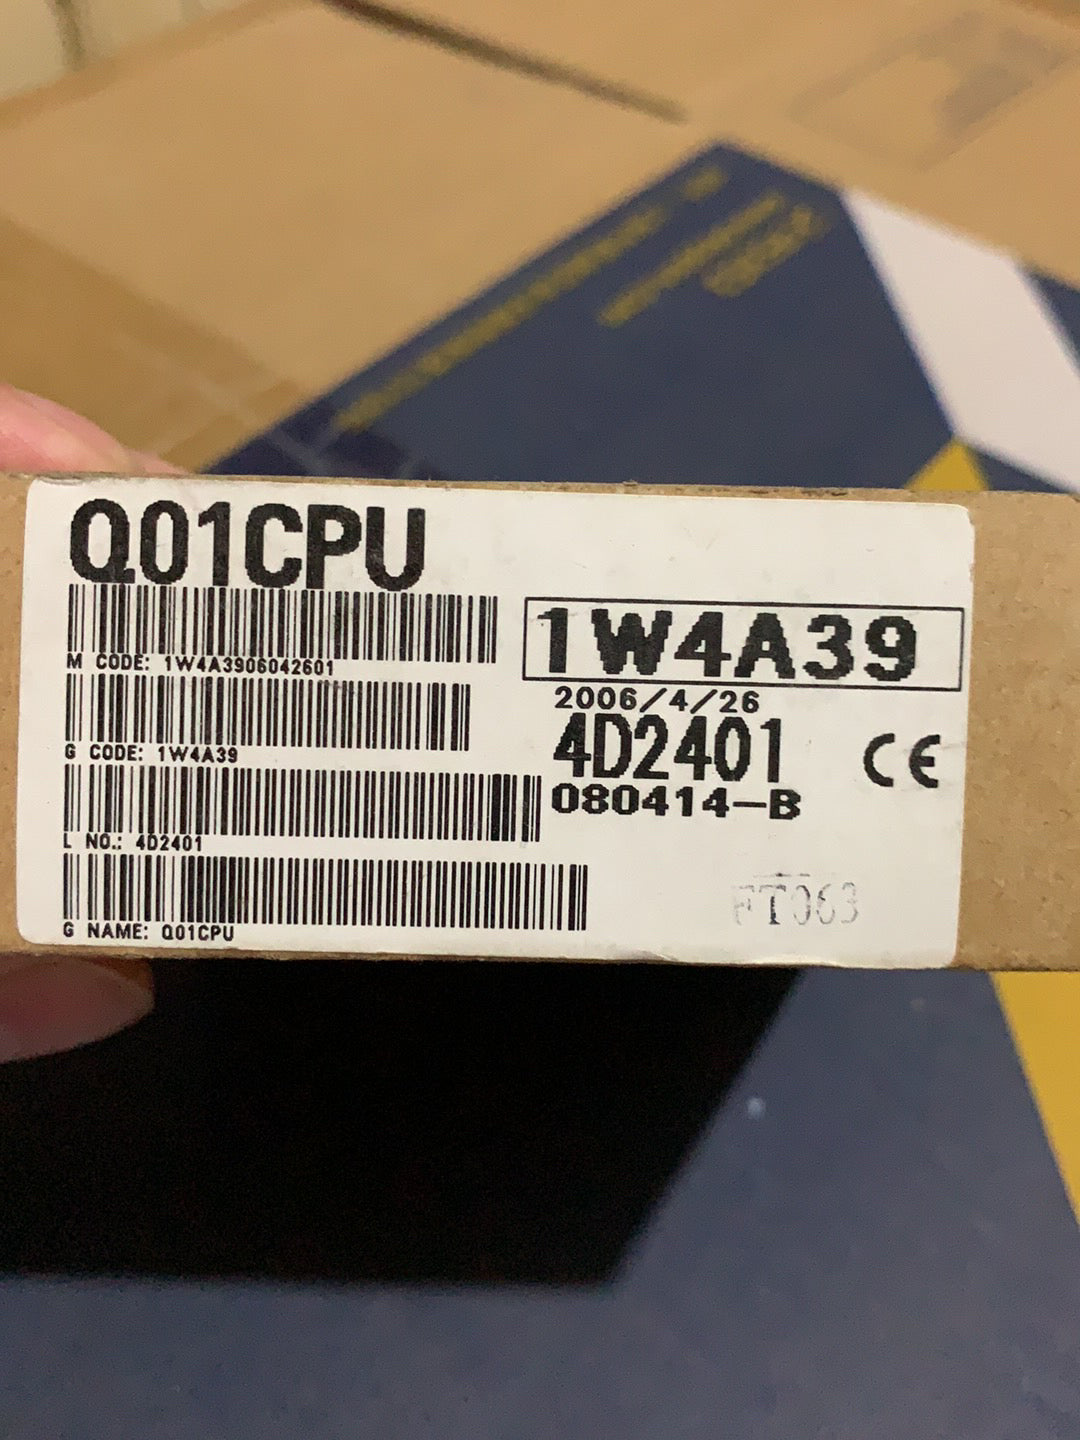 Q01CPU
M CODE: 1W4A3906042601
G CODE: 1W4A39
L NO.: 4D2401
G NAME: Q01CPU
1W4A39
2006/4/26
4D2401
080414-B
CE
FT063